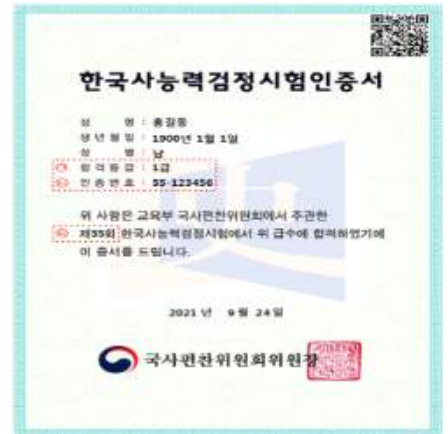 한국사능력검정시험인증서
성 명 : 홍길동
생년월일 : 1900년 1월 1일
성 별 : 남
합격등급 : 1급
인증번호 : 55-123456
위 사람은 교육부 국사편찬위원회에서 주관한
제55회 한국사능력검정시험에서 위 급수에 합격하였기에
이 증서를 드립니다.
2021년 9월 24일
국사편찬위원회위원장